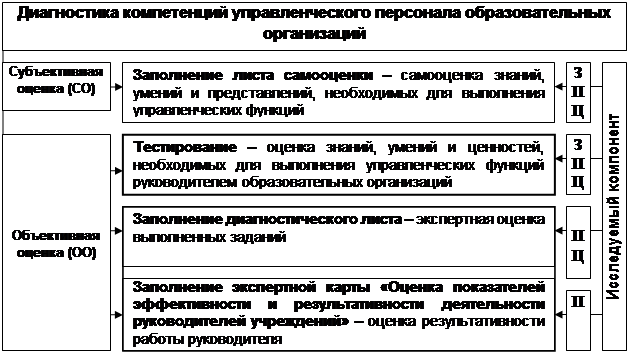 Диагностика компетенций управленческого персонала образовательных
организаций
Субъективная
оценка (СО)
Заполнение листа самооценки – самооценка знаний,
умений и представлений, необходимых для выполнения
управленческих функций
З
П
Ц
Тестирование – оценка знаний, умений и ценностей,
необходимых для выполнения управленческих функций
руководителем образовательных организаций
З
П
Ц
Объективная
оценка (ОО)
Заполнение диагностического листа – экспертная оценка
выполненных заданий
П
Ц
Заполнение экспертной карты «Оценка показателей
эффективности и результативности деятельности
руководителей учреждений» – оценка результативности
работы руководителя
П
Исследуемый компонент